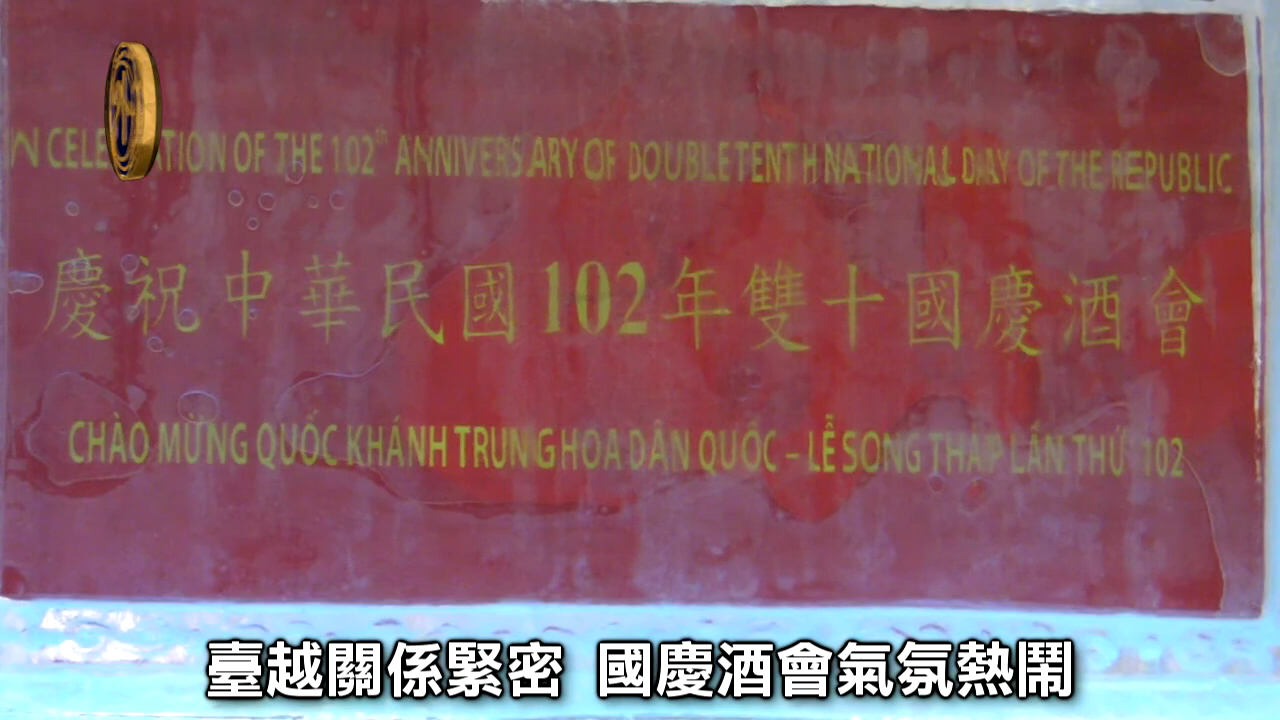 IN CELEBRATION OF THE 102th ANNIVERSARY OF DOUBLE TENTH NATIONAL DAY OF THE REPUBLIC
慶祝中華民國102年雙十國慶酒會
CHÀO MỪNG QUỐC KHÁNH TRUNG HOA DÂN QUỐC – LỄ SONG THẬP LẦN THỨ 102
臺越關係緊密 國慶酒會氣氛熱鬧